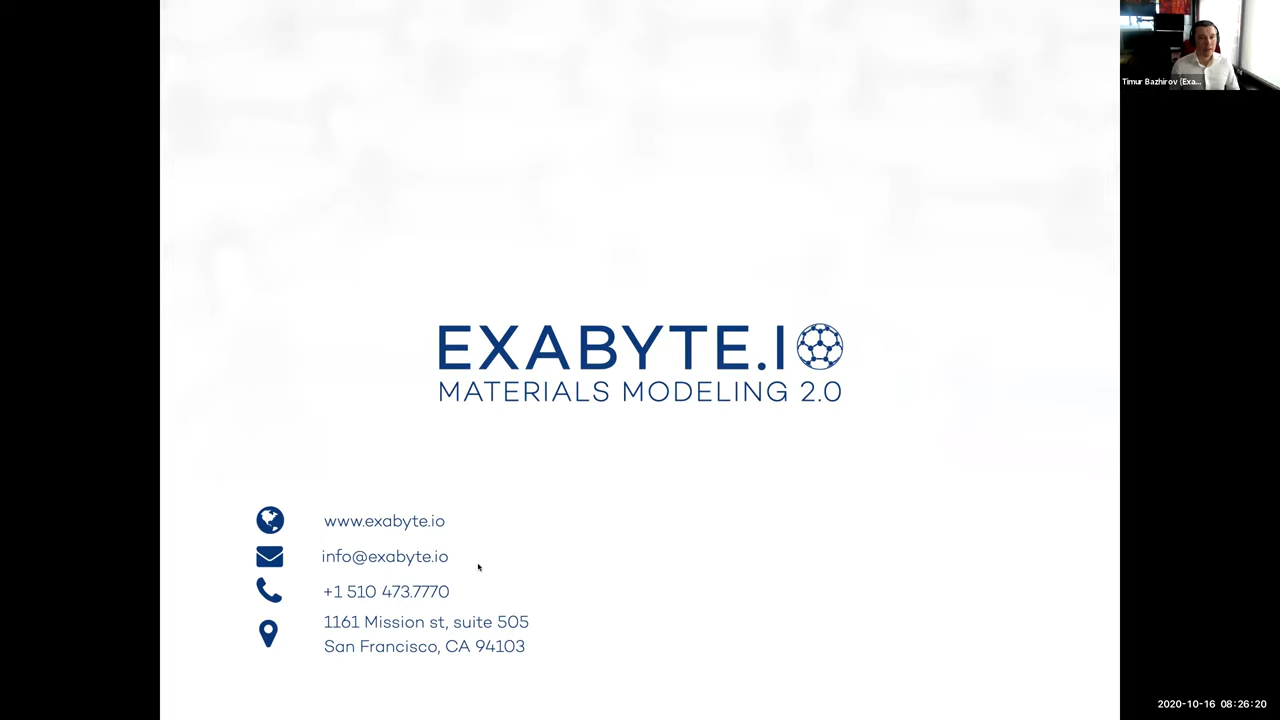 Timur Bazhirov (Exa...
EXABYTE.IO
MATERIALS MODELING 2.0
www.exabyte.io
info@exabyte.io
+1 510 473.7770
1161 Mission st, suite 505
San Francisco, CA 94103
2020-10-16 08:26:20